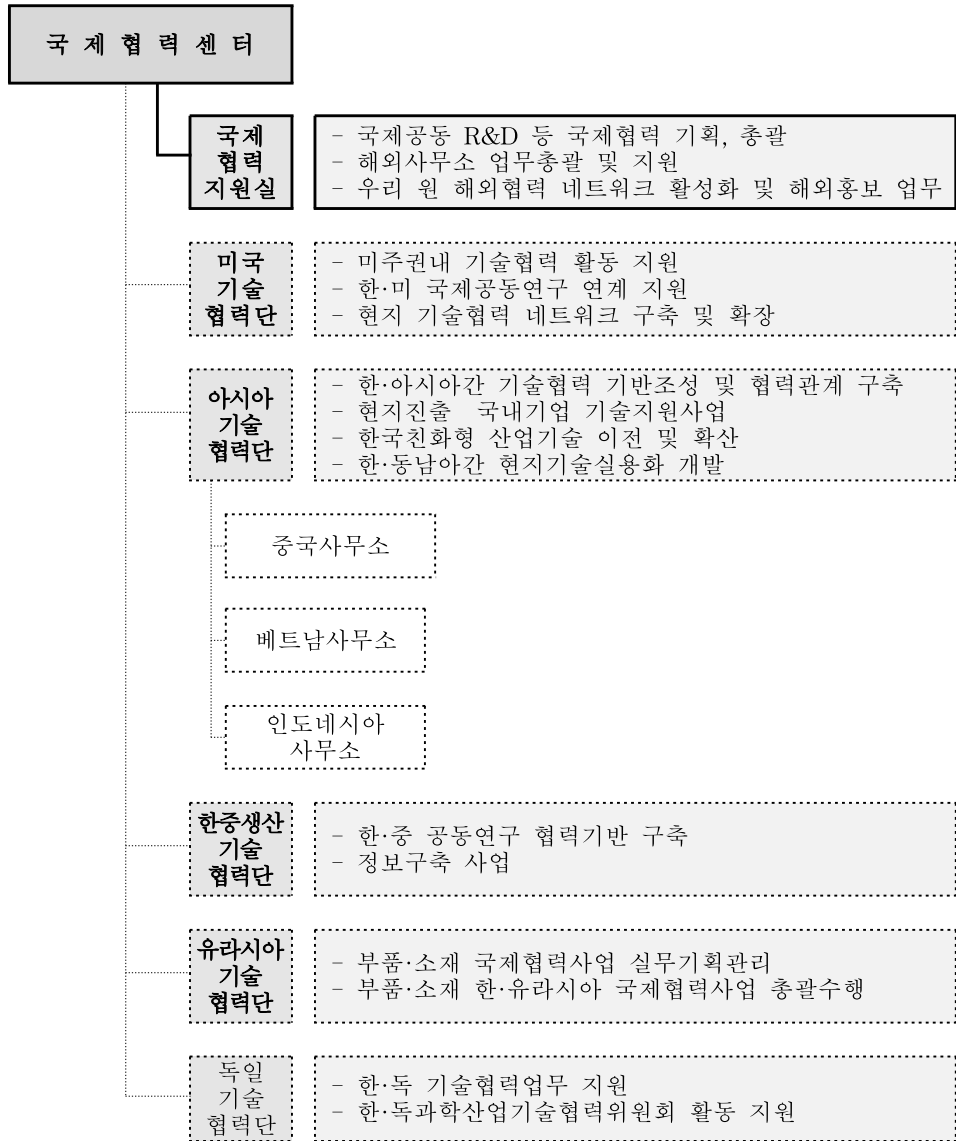 국 제 협 력 센 터
국제
협력
지원실
- 국제공동 R&D 등 국제협력 기획, 총괄
- 해외사무소 업무총괄 및 지원
- 우리 원 해외협력 네트워크 활성화 및 해외홍보 업무
미국
기술
협력단
- 미주권내 기술협력 활동 지원
- 한·미 국제공동연구 연계 지원
- 현지 기술협력 네트워크 구축 및 확장
아시아
기술
협력단
- 한·아시아간 기술협력 기반조성 및 협력관계 구축
- 현지진출 국내기업 기술지원사업
- 한국친화형 산업기술 이전 및 확산
- 한·동남아간 현지기술실용화 개발
중국사무소
베트남사무소
인도네시아
사무소
한중생산
기술
협력단
- 한·중 공동연구 협력기반 구축
- 정보구축 사업
유라시아
기술
협력단
- 부품·소재 국제협력사업 실무기획관리
- 부품·소재 한·유라시아 국제협력사업 총괄수행
독일
기술
협력단
- 한·독 기술협력업무 지원
- 한·독과학산업기술협력위원회 활동 지원